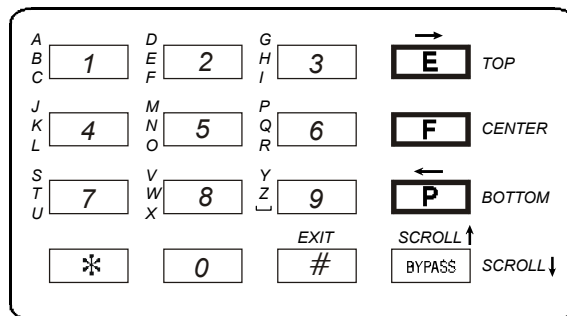 A D G →
B 1 E 2 H 3 E TOP
C F I
J M P
K 4 N 5 Q 6 F CENTER
L O R
S V Y ←
T 7 W 8 Z 9 P BOTTOM
U X ⎵
EXIT SCROLL ↑
* 0 # BYPASS SCROLL ↓